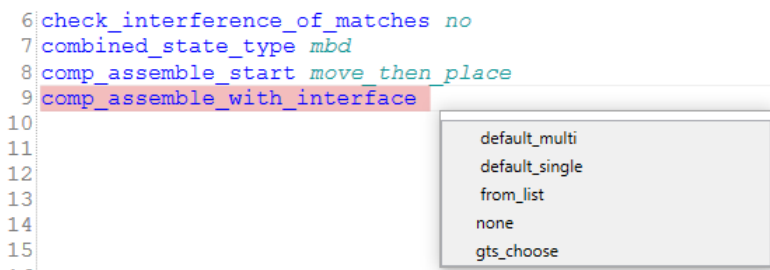 6 check_interference_of_matches no
7 combined_state_type mbd
8 comp_assemble_start move_then_place
9 comp_assemble_with_interface
10
11
12
13
14
15
default_multi
default_single
from_list
none
gts_choose